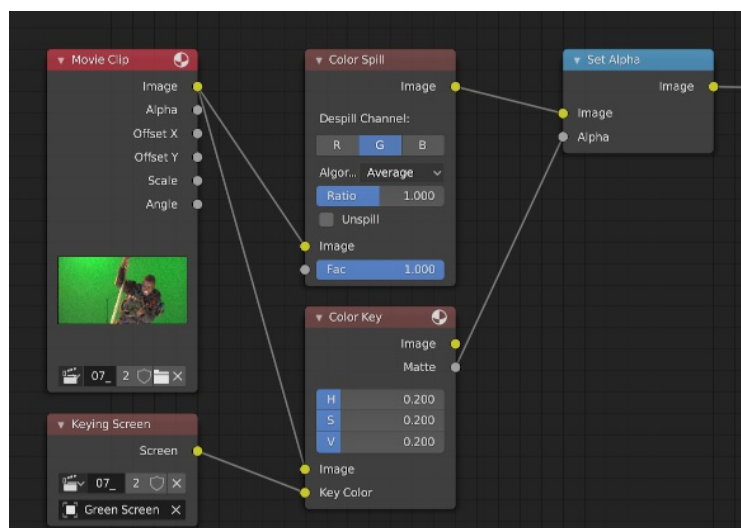 Movie Clip
Image
Alpha
Offset X
Offset Y
Scale
Angle
07_ 2
Keying Screen
Screen
07_ 2
Green Screen
Color Spill
Image
Despill Channel:
R G B
Algor... Average
Ratio 1.000
Unspill
Image
Fac 1.000
Color Key
Image
Matte
H 0.200
S 0.200
V 0.200
Image
Key Color
Set Alpha
Image
Image
Alpha